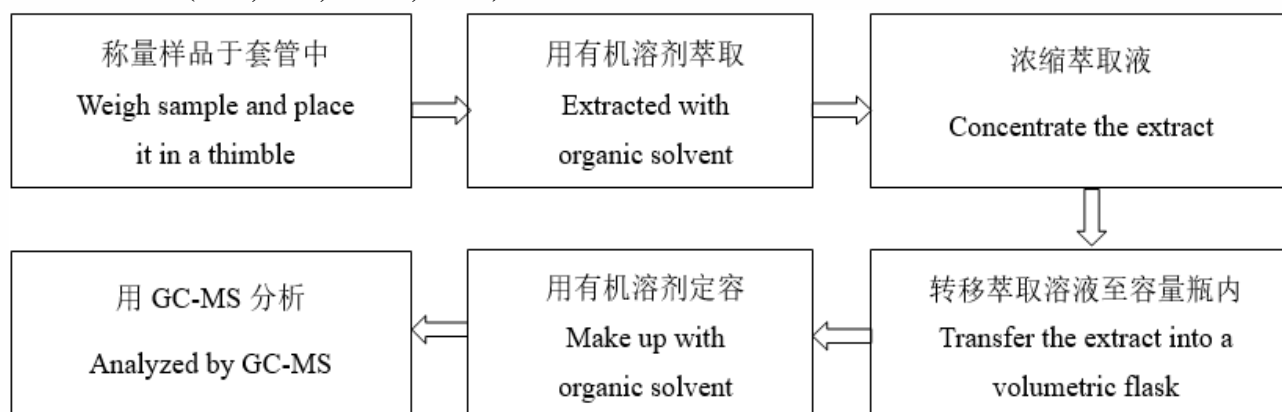 称量样品于套管中
Weigh sample and place
it in a thimble
用有机溶剂萃取
Extracted with
organic solvent
浓缩萃取液
Concentrate the extract
转移萃取溶液至容量瓶内
Transfer the extract into a
volumetric flask
用有机溶剂定容
Make up with
organic solvent
用 GC-MS 分析
Analyzed by GC-MS